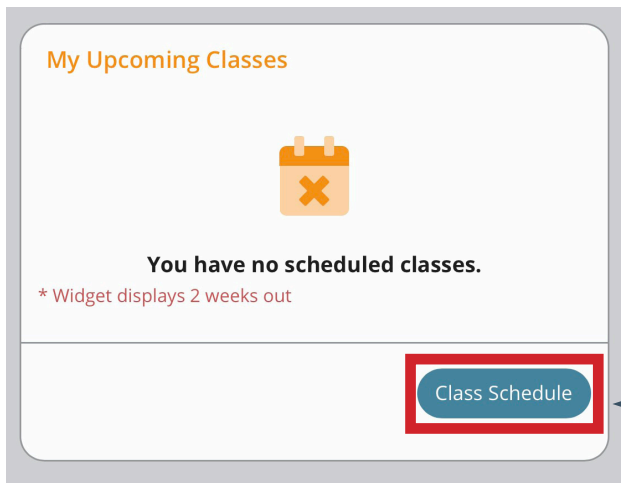 My Upcoming Classes
You have no scheduled classes.
* Widget displays 2 weeks out
Class Schedule